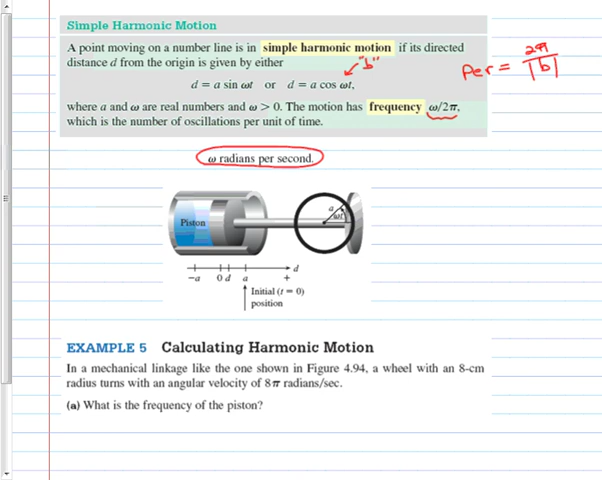 Simple Harmonic Motion
A point moving on a number line is in simple harmonic motion if its directed
distance d from the origin is given by either
"b"
Per = 2π/|b|
d = a sin ωt or d = a cos ωt,
where a and ω are real numbers and ω > 0. The motion has frequency ω/2π,
which is the number of oscillations per unit of time.
ω radians per second.
Piston
a
ωt
d
-a 0 d a +
Initial (t = 0)
position
EXAMPLE 5 Calculating Harmonic Motion
In a mechanical linkage like the one shown in Figure 4.94, a wheel with an 8-cm
radius turns with an angular velocity of 8π radians/sec.
(a) What is the frequency of the piston?